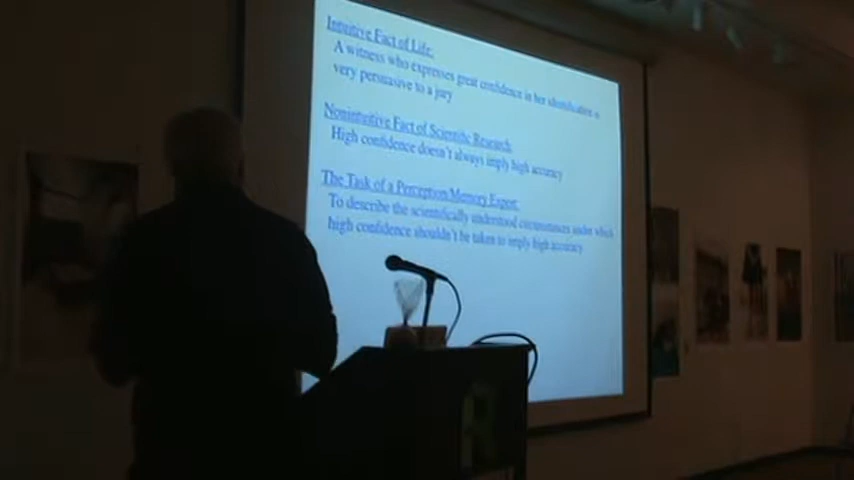 Intuitive Fact of Life:
A witness who expresses great confidence in her identification is
very persuasive to a jury
Nonintuitive Fact of Scientific Research:
High confidence doesn't always imply high accuracy
The Task of a Perception/Memory Expert:
To describe the scientifically understood circumstances under which
high confidence shouldn't be taken to imply high accuracy